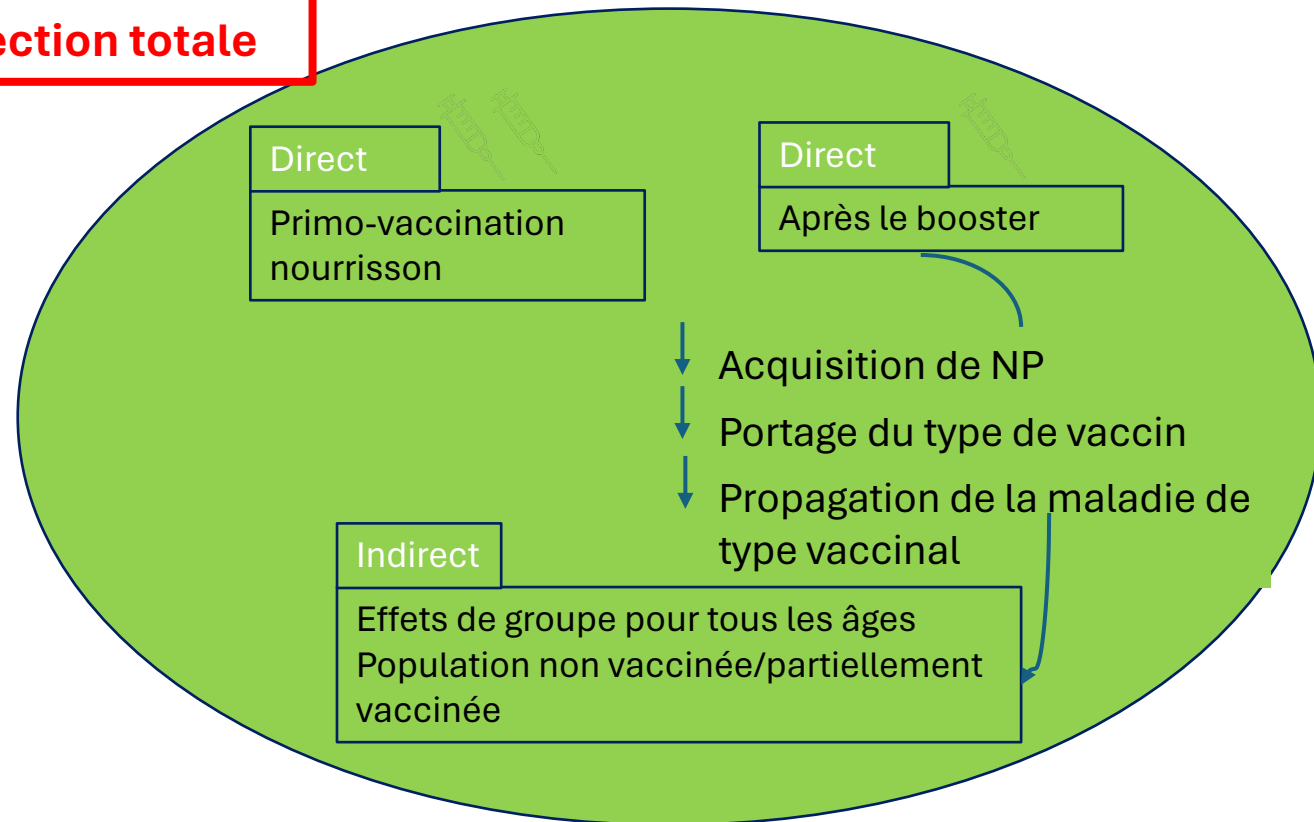 ection totale
Direct
Primo-vaccination
nourrisson
Direct
Après le booster
Acquisition de NP
Portage du type de vaccin
Propagation de la maladie de
type vaccinal
Indirect
Effets de groupe pour tous les âges
Population non vaccinée/partiellement
vaccinée